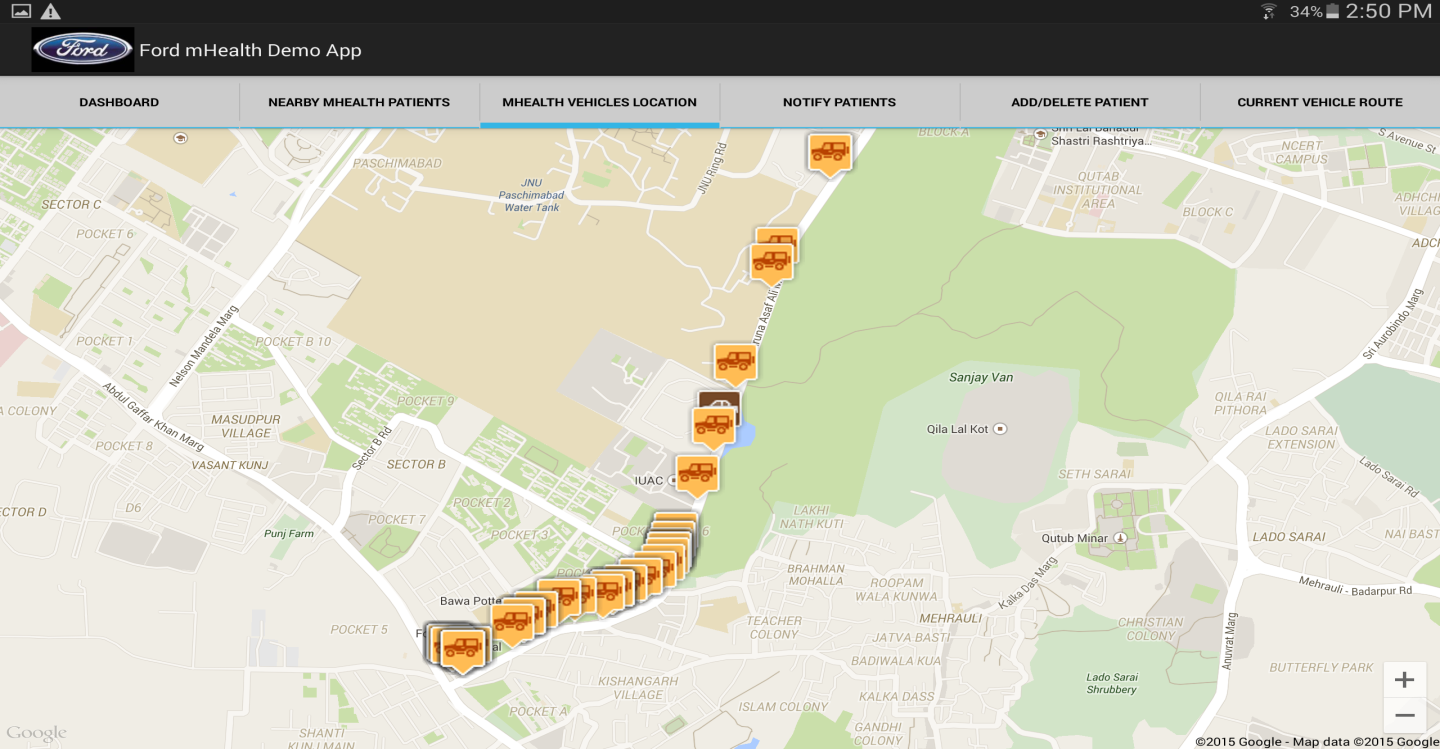 34% 2:50 PM
Ford
Ford mHealth Demo App
DASHBOARD
NEARBY MHEALTH PATIENTS
MHEALTH VEHICLES LOCATION
NOTIFY PATIENTS
ADD/DELETE PATIENT
CURRENT VEHICLE ROUTE
BLOCK A
Shri Lal Bahadur
Shastri Rashtriya...
S Avenue St
NCERT
CAMPUS
PASCHIMABAD
JNU Ring Rd
JNU
Paschimabad
Water Tank
QUTAB
INSTITUTIONAL
AREA
BLOCK C
SECTOR C
POCKET 6
Nelson Mandela Marg
POCKET 1
POCKET B 10
Sri Aurobindo Marg
Sanjay Van
Abdul Gaffar Khan Marg
POCKET 9
MASUDPUR
VILLAGE
QILA RAI
PITHORA
A COLONY
POCKET 8
Sector B Rd
Qila Lal Kot
LADO SARAI
EXTENSION
VASANT KUNJ
SECTOR B
IUAC
SETH SARAI
Lado Sarai Rd
D6
POCKET 2
LAKHI
NATH KUTI
POCKET 7
Punj Farm
POCKET 3
Qutub Minar
LADO SARAI
NAI BAST
BRAHMAN
MOHALLA
ROOPAM
WALA KUNWA
Kalka Das Marg
Mehrauli - Badarpur Rd
Bawa Potte
TEACHER
COLONY
MEHRAULI
CHRISTIAN
COLONY
POCKET 5
JATVA BASTI
Anuvrat Marg
BADIWALA KUA
BUTTERFLY PARK
KISHANGARH
VILLAGE
KALKA DASS
Lado Sarai
Shrubbery
POCKET A
ISLAM COLONY
CHANDAN
COLONY
SHANTI
KUNJ MAIN
Google
+
−
©2015 Google - Map data ©2015 Google